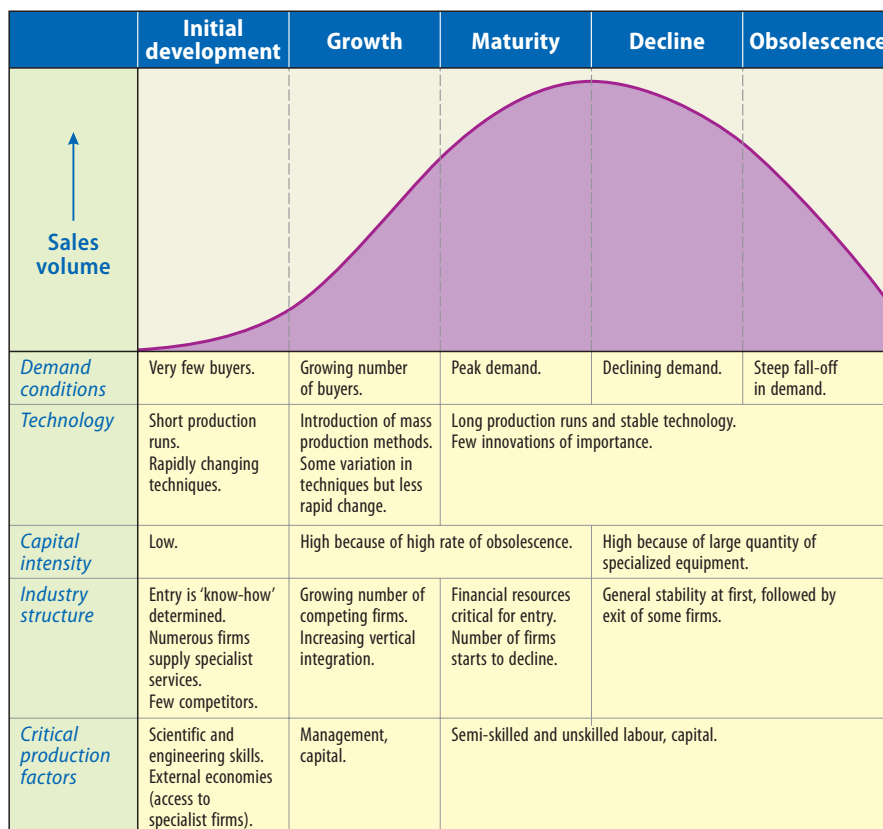 Initial development
Growth
Maturity
Decline
Obsolescence
Sales
volume
Demand
conditions
Very few buyers.
Growing number
of buyers.
Peak demand.
Declining demand.
Steep fall-off
in demand.
Technology
Short production
runs.
Rapidly changing
techniques.
Introduction of mass
production methods.
Some variation in
techniques but less
rapid change.
Long production runs and stable technology.
Few innovations of importance.
Capital
intensity
Low.
High because of high rate of obsolescence.
High because of large quantity of
specialized equipment.
Industry
structure
Entry is ‘know-how’
determined.
Numerous firms
supply specialist
services.
Few competitors.
Growing number of
competing firms.
Increasing vertical
integration.
Financial resources
critical for entry.
Number of firms
starts to decline.
General stability at first, followed by
exit of some firms.
Critical
production
factors
Scientific and
engineering skills.
External economies
(access to
specialist firms).
Management,
capital.
Semi-skilled and unskilled labour, capital.